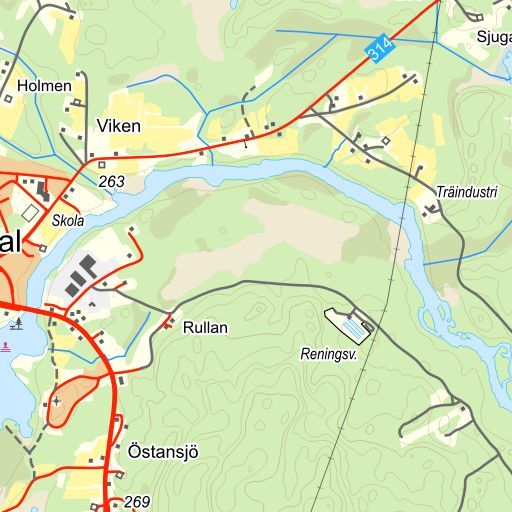 314
Sjuga
Holmen
Viken
263
Träindustri
Skola
al
Rullan
Reningsv.
Östansjö
269